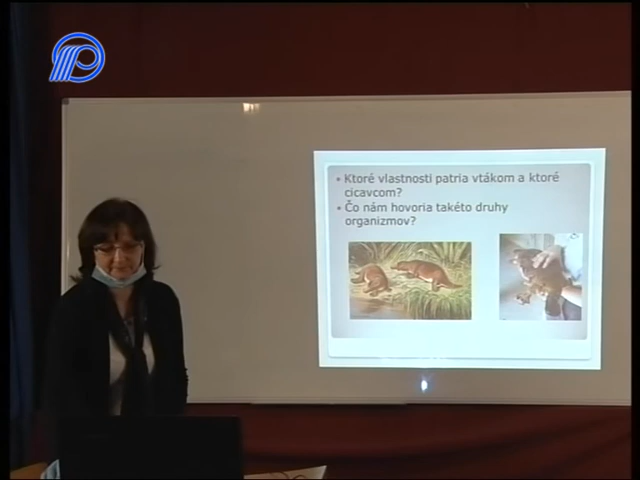 • Ktoré vlastnosti patria vtákom a ktoré
cicavcom?
• Čo nám hovoria takéto druhy
organizmov?